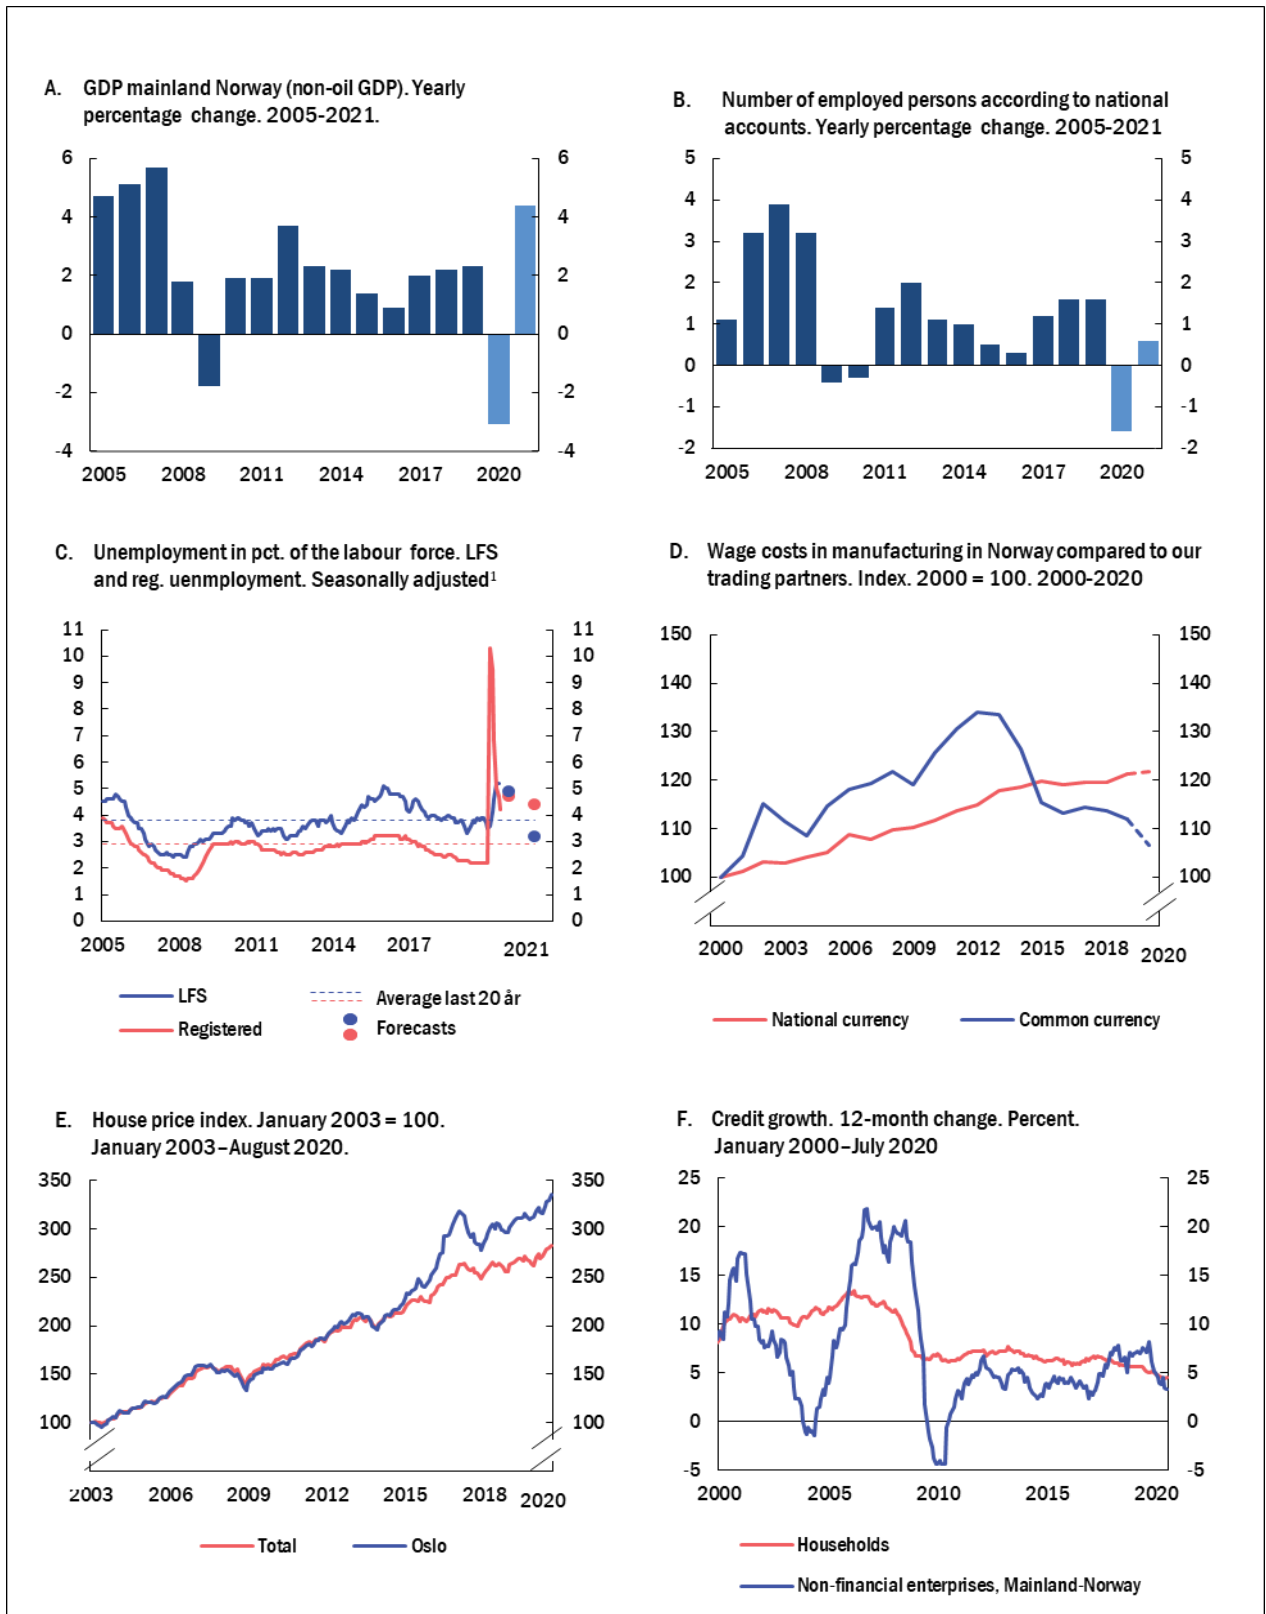 A. GDP mainland Norway (non-oil GDP). Yearly
percentage change. 2005-2021.
6 6
4 4
2 2
0 0
-2 -2
-4 -4
2005 2008 2011 2014 2017 2020
B. Number of employed persons according to national
accounts. Yearly percentage change. 2005-2021
5 5
4 4
3 3
2 2
1 1
0 0
-1 -1
-2 -2
2005 2008 2011 2014 2017 2020
C. Unemployment in pct. of the labour force. LFS
and reg. uenmployment. Seasonally adjusted¹
11 11
10 10
9 9
8 8
7 7
6 6
5 5
4 4
3 3
2 2
1 1
0 0
2005 2008 2011 2014 2017 2021
LFS Average last 20 år
Registered Forecasts
D. Wage costs in manufacturing in Norway compared to our
trading partners. Index. 2000 = 100. 2000-2020
150 150
140 140
130 130
120 120
110 110
100 100
2000 2003 2006 2009 2012 2015 2018 2020
National currency Common currency
E. House price index. January 2003 = 100.
January 2003–August 2020.
350 350
300 300
250 250
200 200
150 150
100 100
2003 2006 2009 2012 2015 2018 2020
Total Oslo
F. Credit growth. 12-month change. Percent.
January 2000–July 2020
25 25
20 20
15 15
10 10
5 5
0 0
-5 -5
2000 2005 2010 2015 2020
Households
Non-financial enterprises, Mainland-Norway